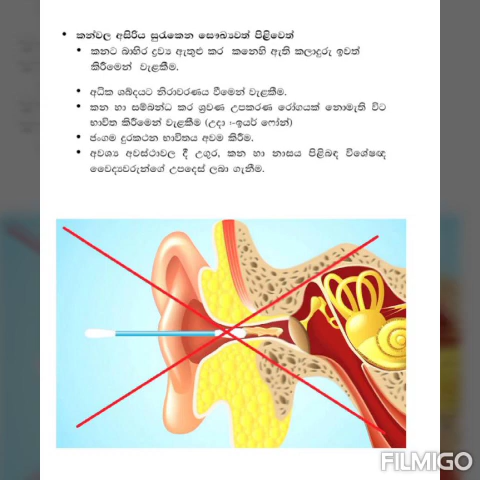 • කන්වල අසිරිය සුරැකෙන සෞඛ්‍යවත් පිළිවෙත්
• කනට බාහිර ද්‍රව්‍ය ඇතුළු කර කනෙහි ඇති කලාදුරු ඉවත්
කිරීමෙන් වැළකීම.
• අධික ශබ්දයට නිරාවරණය වීමෙන් වැළකීම.
• කන හා සම්බන්ධ කර ශ්‍රවණ උපකරණ රෝගයක් නොමැති විට
භාවිත කිරීමෙන් වැළකීම (උදා :-ඉයර් ෆෝන්)
• ජංගම දුරකථන භාවිතය අවම කිරීම.
• අවශ්‍ය අවස්ථාවල දී උගුර, කන හා නාසය පිළිබඳ විශේෂඥ
වෛද්‍යවරුන්ගේ උපදෙස් ලබා ගැනීම.
FILMIGO